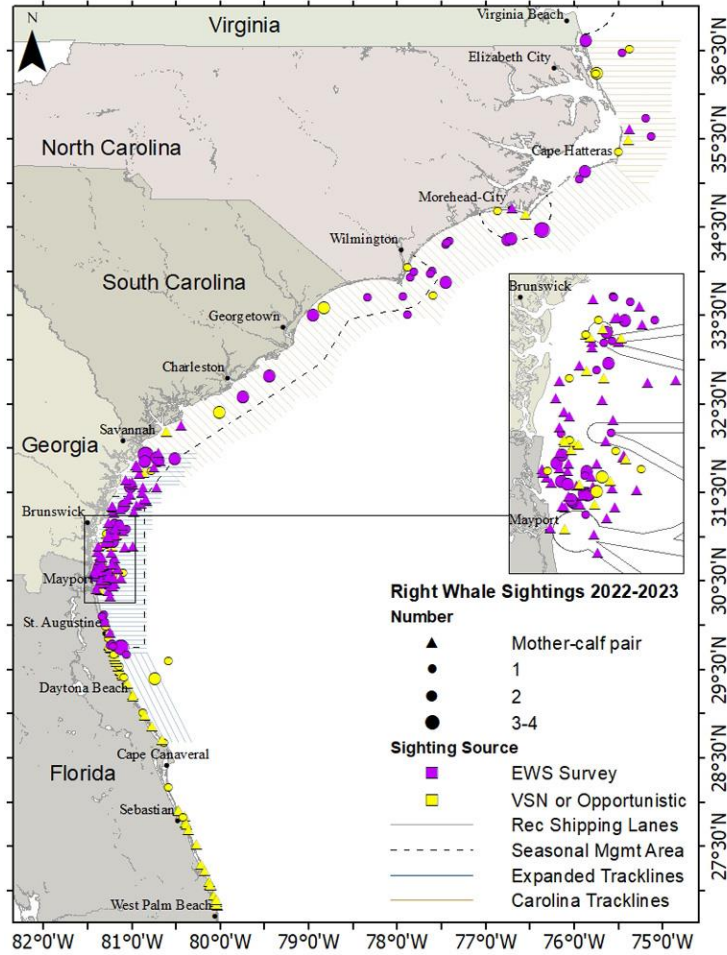 N
Virginia
Virginia Beach
Elizabeth City
North Carolina
Cape Hatteras
Morehead-City
Wilmington
South Carolina
Georgetown
Charleston
Savannah
Georgia
Brunswick
Mayport
St. Augustine
Daytona Beach
Cape Canaveral
Florida
Sebastian
West Palm Beach
Brunswick
Mayport
Right Whale Sightings 2022-2023
Number
Mother-calf pair
1
2
3-4
Sighting Source
EWS Survey
VSN or Opportunistic
Rec Shipping Lanes
Seasonal Mgmt Area
Expanded Tracklines
Carolina Tracklines
36°30'N
35°30'N
34°30'N
33°30'N
32°30'N
31°30'N
30°30'N
29°30'N
28°30'N
27°30'N
82°0'W
81°0'W
80°0'W
79°0'W
78°0'W
77°0'W
76°0'W
75°0'W